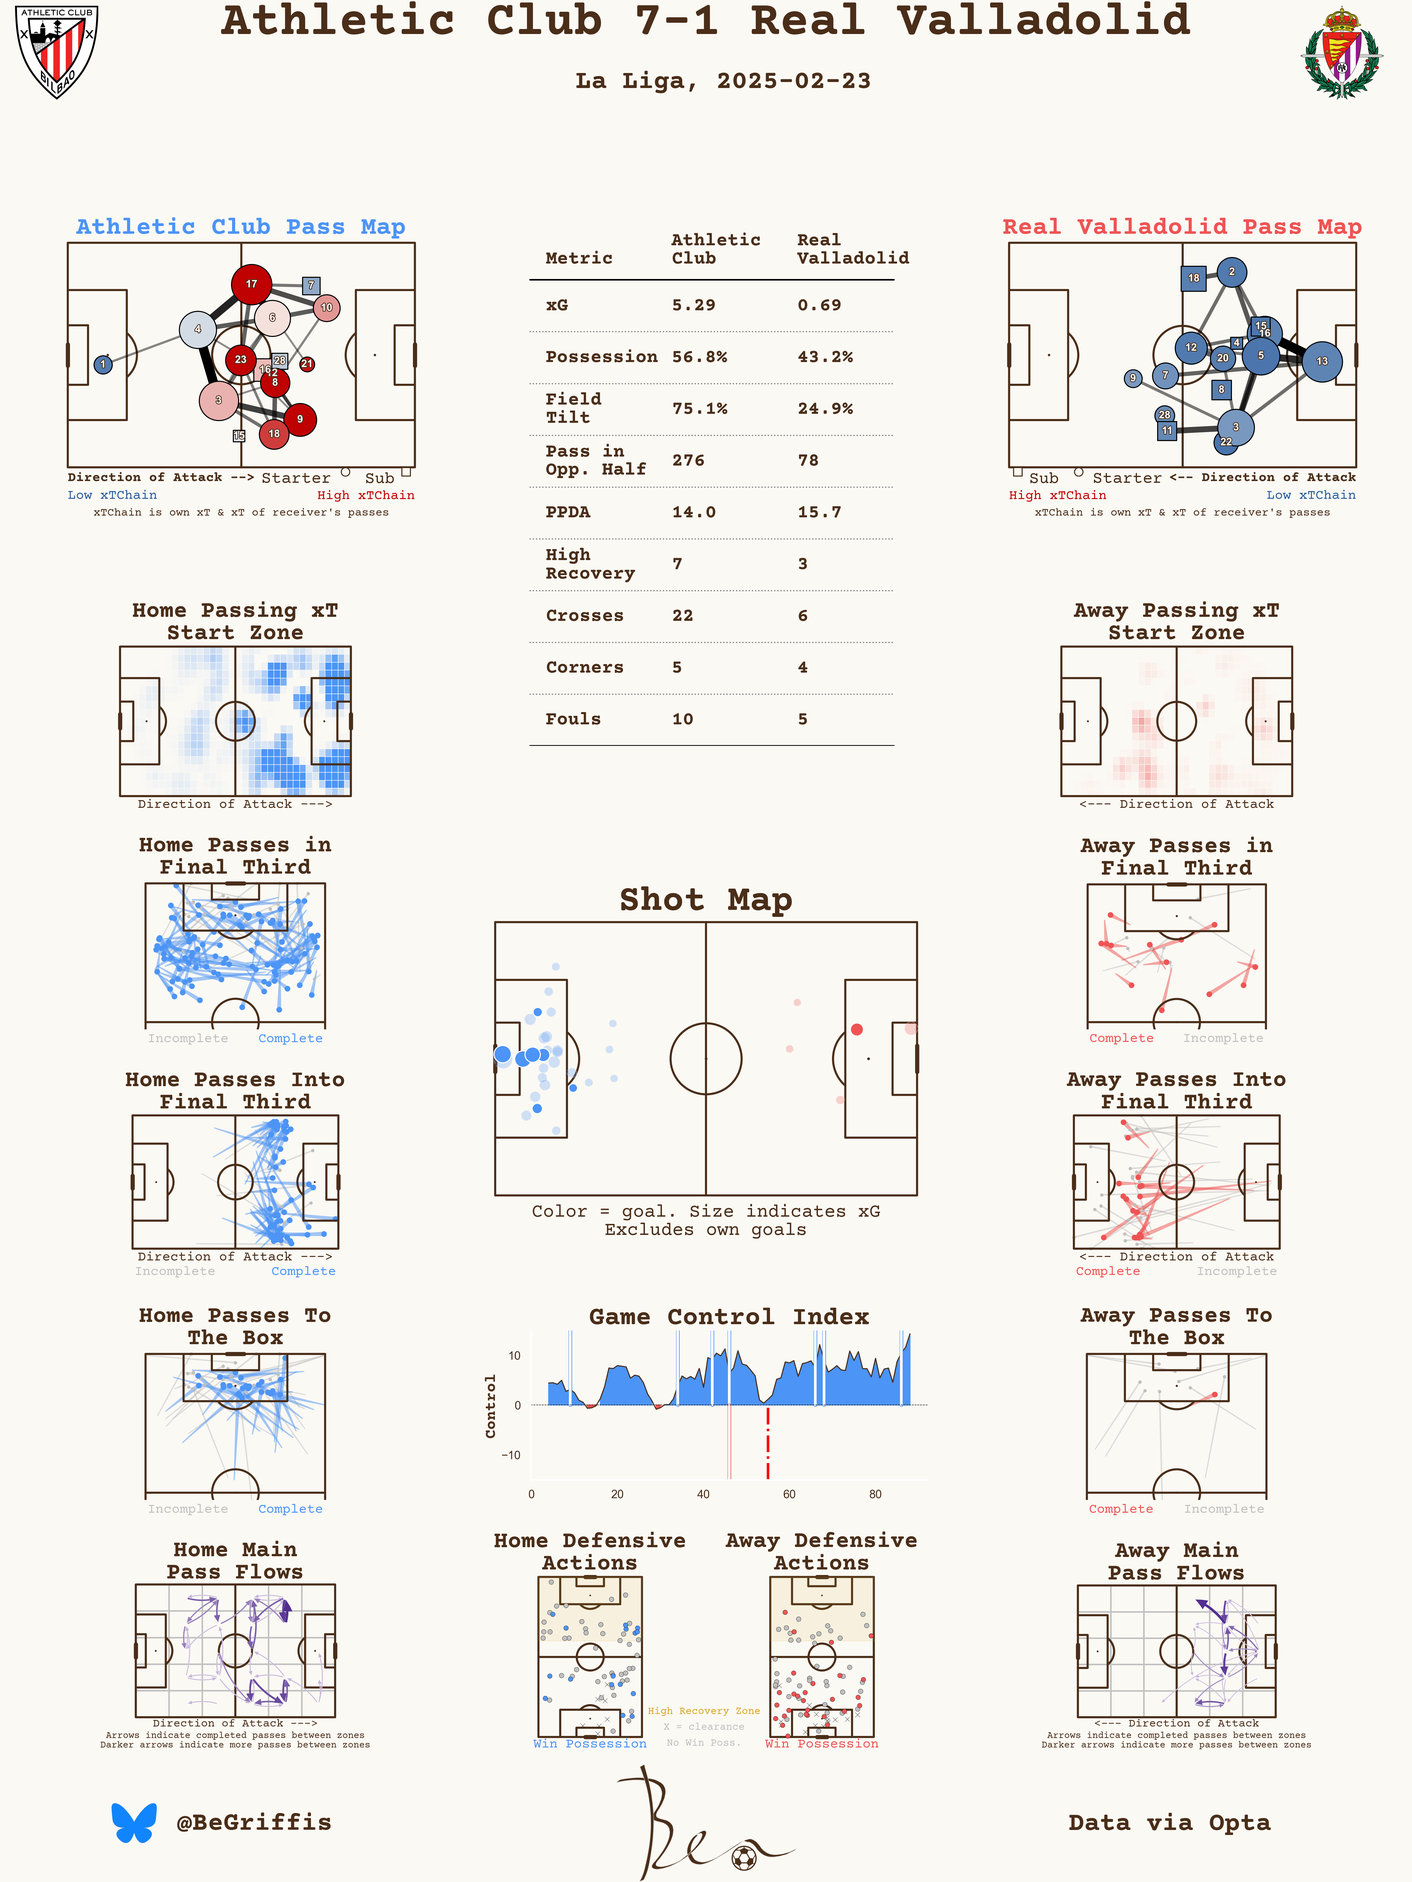 Athletic Club 7-1 Real Valladolid
La Liga, 2025-02-23
ATHLETIC CLUB
BILBAO
Athletic Club Pass Map
17
7
10
6
4
1
23
28
21
16
12
8
3
9
18
15
Direction of Attack --> Starter Sub
Low xTChain High xTChain
xTChain is own xT & xT of receiver's passes
Metric Athletic Club Real Valladolid
xG 5.29 0.69
Possession 56.8% 43.2%
Field Tilt 75.1% 24.9%
Pass in Opp. Half 276 78
PPDA 14.0 15.7
High Recovery 7 3
Crosses 22 6
Corners 5 4
Fouls 10 5
Real Valladolid Pass Map
18
2
15
16
4
12
20
5
13
9
7
8
28
11
3
22
Sub Starter <-- Direction of Attack
High xTChain Low xTChain
xTChain is own xT & xT of receiver's passes
Home Passing xT
Start Zone
Direction of Attack --->
Away Passing xT
Start Zone
<--- Direction of Attack
Home Passes in
Final Third
Incomplete Complete
Away Passes in
Final Third
Complete Incomplete
Shot Map
Color = goal. Size indicates xG
Excludes own goals
Home Passes Into
Final Third
Direction of Attack --->
Incomplete Complete
Away Passes Into
Final Third
<--- Direction of Attack
Complete Incomplete
Home Passes To
The Box
Incomplete Complete
Game Control Index
Control
10
0
−10
0 20 40 60 80
Away Passes To
The Box
Complete Incomplete
Home Main
Pass Flows
Direction of Attack --->
Arrows indicate completed passes between zones
Darker arrows indicate more passes between zones
Home Defensive
Actions
Win Possession
High Recovery Zone
X = clearance
No Win Poss.
Away Defensive
Actions
Win Possession
Away Main
Pass Flows
<--- Direction of Attack
Arrows indicate completed passes between zones
Darker arrows indicate more passes between zones
@BeGriffis
Ben
Data via Opta